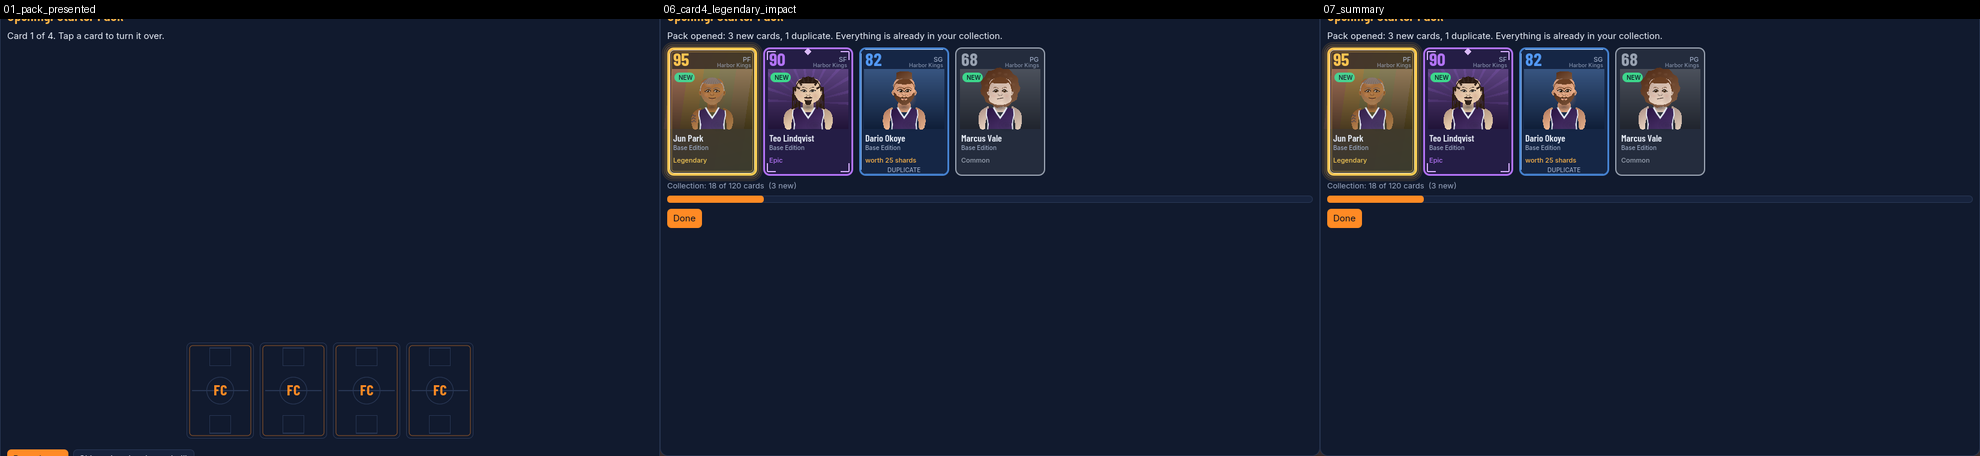 01_pack_presented
Card 1 of 4. Tap a card to turn it over.
FC
FC
FC
FC
06_card4_legendary_impact
Pack opened: 3 new cards, 1 duplicate. Everything is already in your collection.
95
PF
Harbor Kings
NEW
Jun Park
Base Edition
Legendary
90
SF
Harbor Kings
NEW
Teo Lindqvist
Base Edition
Epic
82
SG
Harbor Kings
Dario Okoye
Base Edition
worth 25 shards
DUPLICATE
68
PG
Harbor Kings
NEW
Marcus Vale
Base Edition
Common
Collection: 18 of 120 cards (3 new)
Done
07_summary
Pack opened: 3 new cards, 1 duplicate. Everything is already in your collection.
95
PF
Harbor Kings
NEW
Jun Park
Base Edition
Legendary
90
SF
Harbor Kings
NEW
Teo Lindqvist
Base Edition
Epic
82
SG
Harbor Kings
Dario Okoye
Base Edition
worth 25 shards
DUPLICATE
68
PG
Harbor Kings
NEW
Marcus Vale
Base Edition
Common
Collection: 18 of 120 cards (3 new)
Done